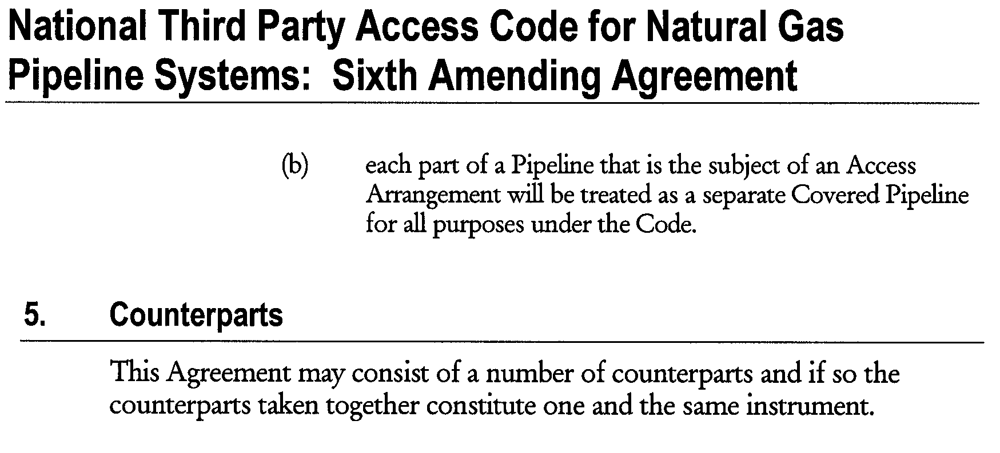 National Third Party Access Code for Natural Gas
Pipeline Systems: Sixth Amending Agreement
(b) each part of a Pipeline that is the subject of an Access
Arrangement will be treated as a separate Covered Pipeline
for all purposes under the Code.
5. Counterparts
This Agreement may consist of a number of counterparts and if so the
counterparts taken together constitute one and the same instrument.